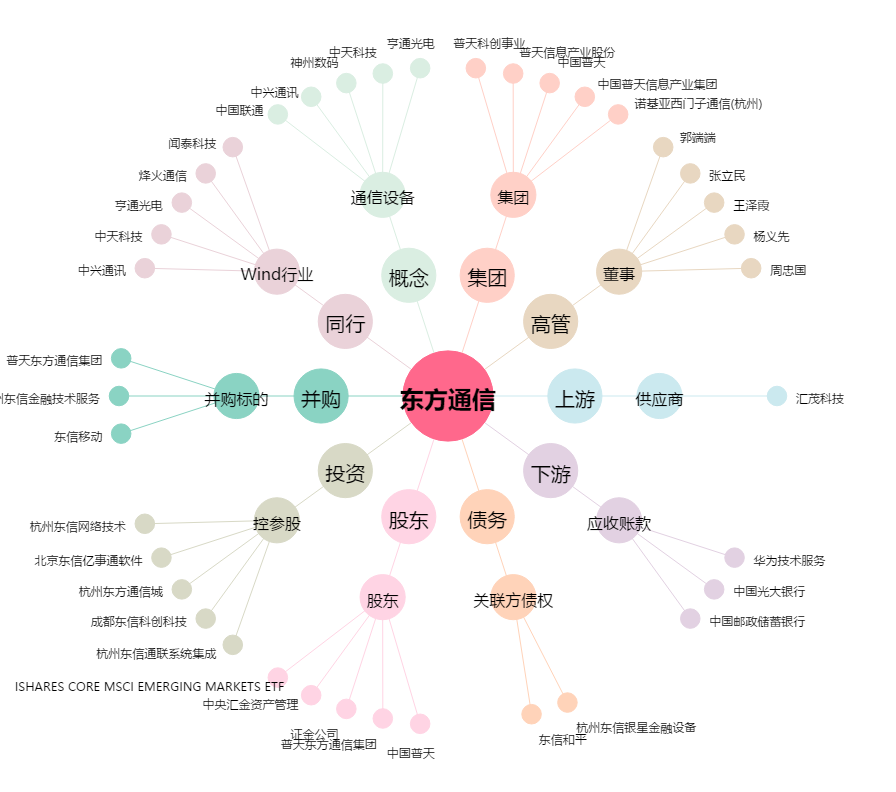 亨通光电
普天科创事业
中天科技
普天信息产业股份
神州数码
中国普天
中国普天信息产业集团
中兴通讯
诺基亚西门子通信(杭州)
中国联通
闻泰科技
郭端端
烽火通信
张立民
通信设备
集团
亨通光电
王泽霞
中天科技
杨义先
中兴通讯
Wind行业
概念
集团
董事
周忠国
同行
高管
普天东方通信集团
州东信金融技术服务
并购标的
并购
东方通信
上游
供应商
汇茂科技
东信移动
投资
下游
杭州东信网络技术
控参股
股东
债务
应收账款
北京东信亿事通软件
华为技术服务
杭州东方通信城
中国光大银行
股东
关联方债权
成都东信科创科技
中国邮政储蓄银行
杭州东信通联系统集成
ISHARES CORE MSCI EMERGING MARKETS ETF
中央汇金资产管理
杭州东信银星金融设备
证金公司
东信和平
普天东方通信集团
中国普天